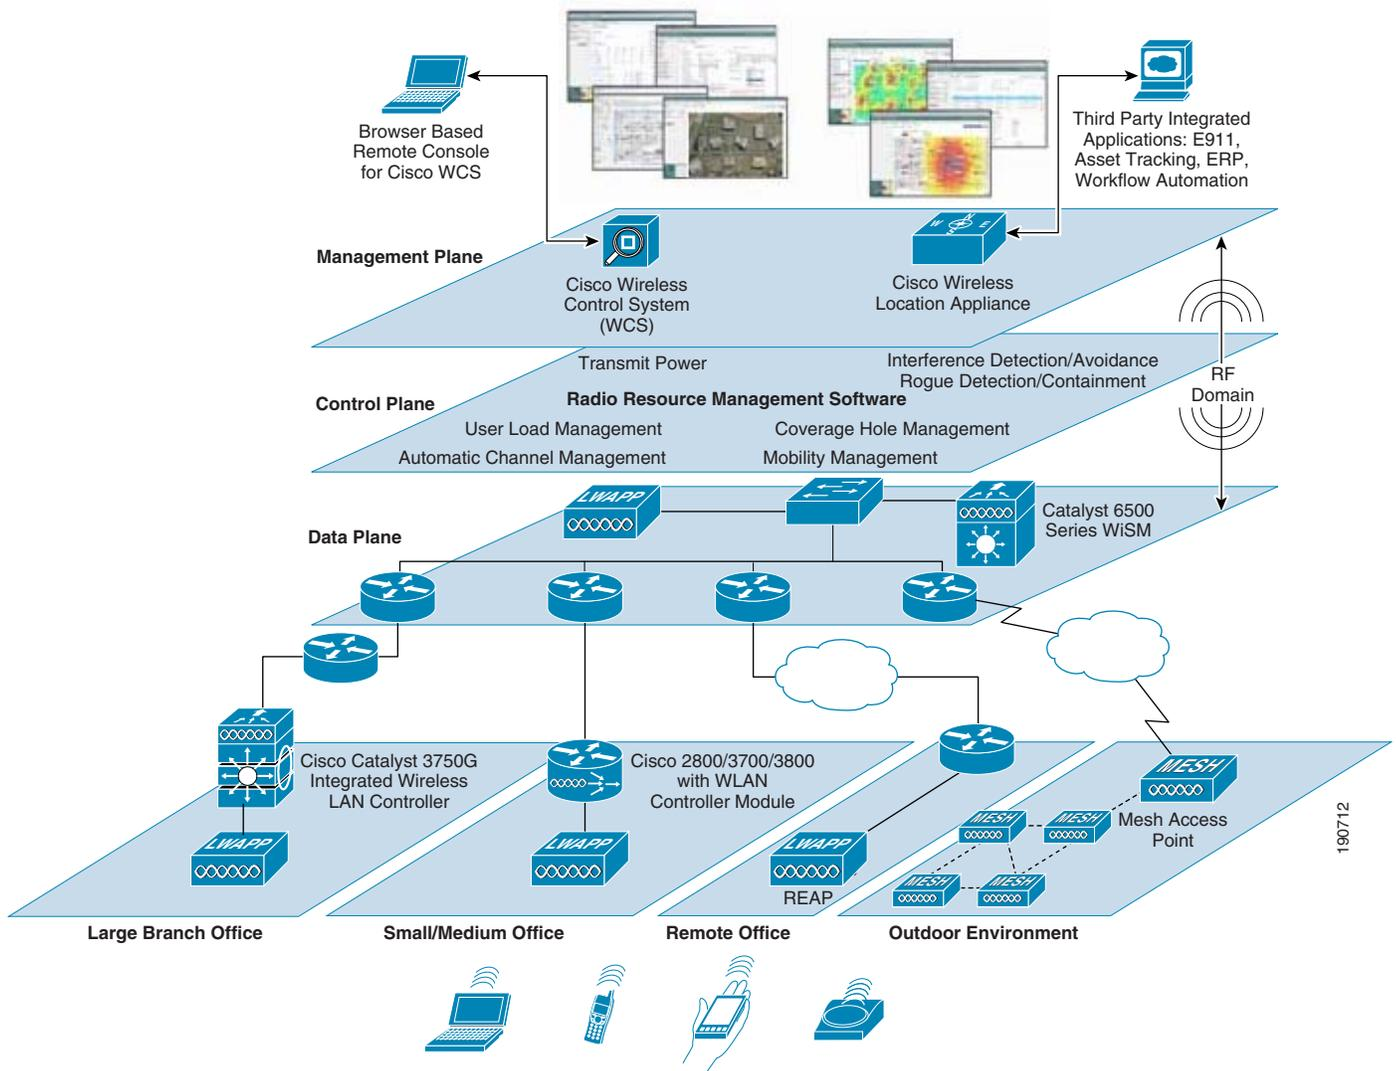 Browser Based
Remote Console
for Cisco WCS
Third Party Integrated
Applications: E911,
Asset Tracking, ERP,
Workflow Automation
Management Plane
Cisco Wireless
Control System
(WCS)
W N
S E
Cisco Wireless
Location Appliance
Transmit Power
Interference Detection/Avoidance
Rogue Detection/Containment
RF
Domain
Control Plane
Radio Resource Management Software
User Load Management
Coverage Hole Management
Automatic Channel Management
Mobility Management
Data Plane
LWAPP
Catalyst 6500
Series WiSM
Cisco Catalyst 3750G
Integrated Wireless
LAN Controller
Cisco 2800/3700/3800
with WLAN
Controller Module
MESH
Mesh Access
Point
LWAPP
LWAPP
LWAPP
REAP
MESH
MESH
MESH
MESH
190712
Large Branch Office
Small/Medium Office
Remote Office
Outdoor Environment